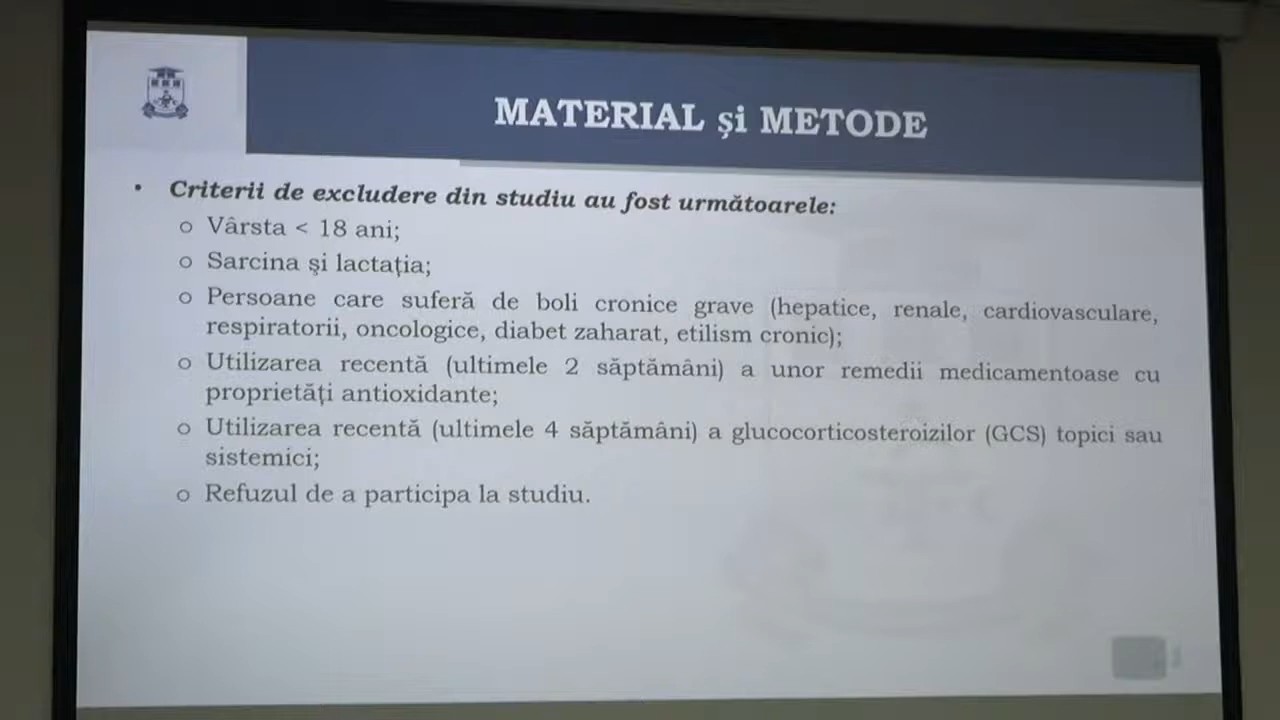 MATERIAL și METODE
• Criterii de excludere din studiu au fost următoarele:
o Vârsta < 18 ani;
o Sarcina şi lactația;
o Persoane care suferă de boli cronice grave (hepatice, renale, cardiovasculare,
respiratorii, oncologice, diabet zaharat, etilism cronic);
o Utilizarea recentă (ultimele 2 săptămâni) a unor remedii medicamentoase cu
proprietăți antioxidante;
o Utilizarea recentă (ultimele 4 săptămâni) a glucocorticosteroizilor (GCS) topici sau
sistemici;
o Refuzul de a participa la studiu.